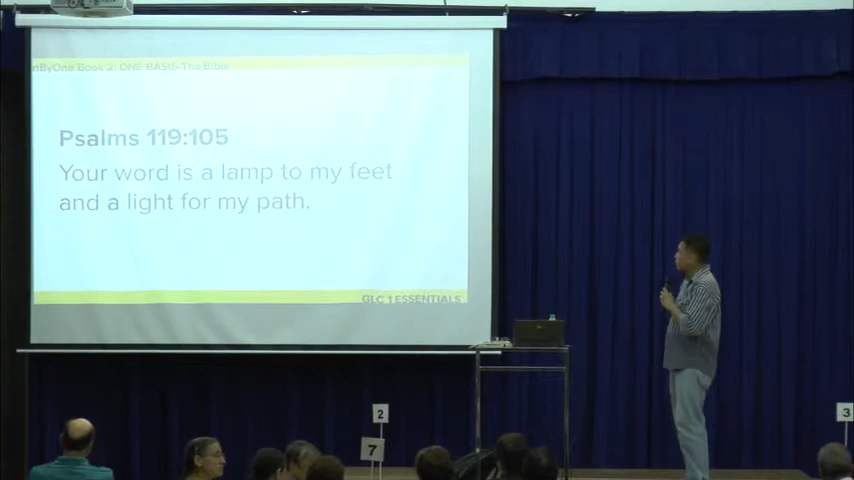 nByOne Book 2: ONE BASIS-The Bible
Psalms 119:105
Your word is a lamp to my feet
and a light for my path.
GLC 1 ESSENTIALS
2
7
3